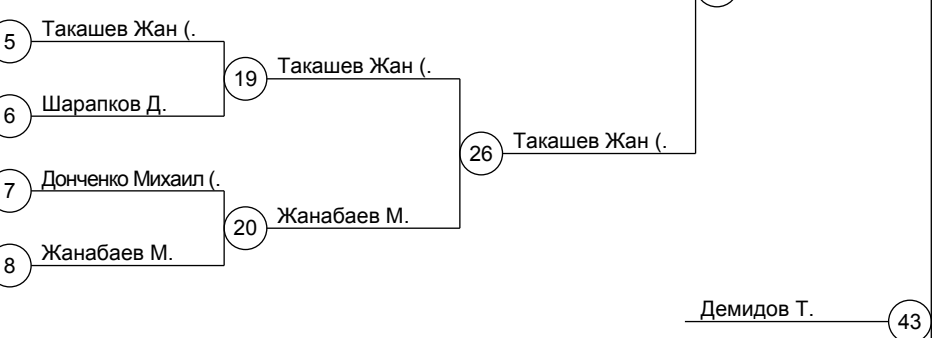 5 Такашев Жан (.
19 Такашев Жан (.
6 Шарапков Д.
26 Такашев Жан (.
7 Донченко Михаил (.
20 Жанабаев М.
8 Жанабаев М.
Демидов Т. 43